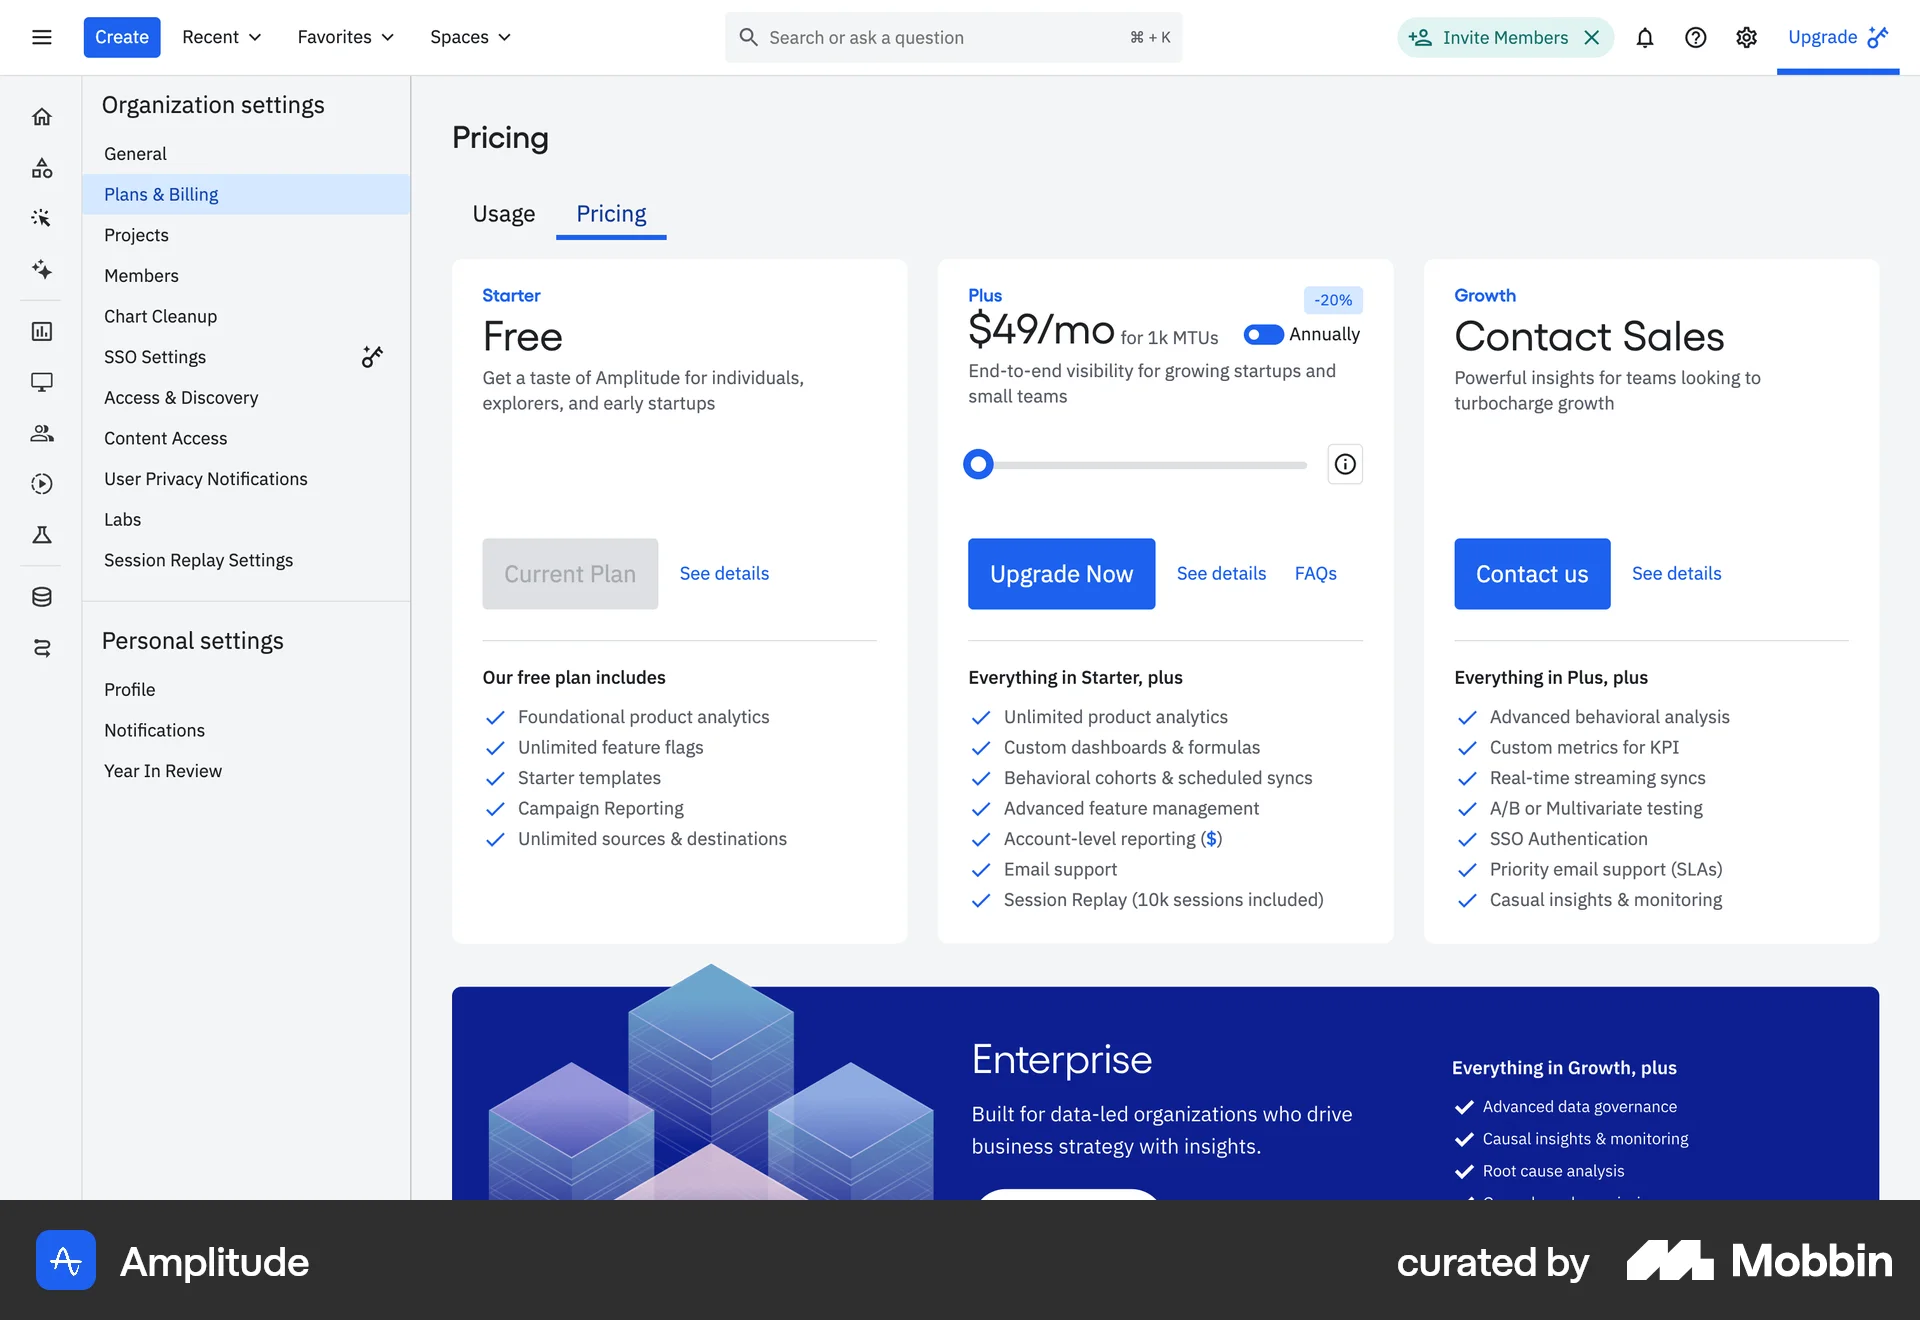 Create
Recent
Favorites
Spaces
Search or ask a question
⌘ + K
Invite Members
Upgrade
Organization settings
General
Plans & Billing
Projects
Members
Chart Cleanup
SSO Settings
Access & Discovery
Content Access
User Privacy Notifications
Labs
Session Replay Settings
Personal settings
Profile
Notifications
Year In Review
Pricing
Usage
Pricing
Starter
Free
Get a taste of Amplitude for individuals,
explorers, and early startups
Current Plan
See details
Our free plan includes
Foundational product analytics
Unlimited feature flags
Starter templates
Campaign Reporting
Unlimited sources & destinations
Plus
-20%
$49/mo for 1k MTUs
Annually
End-to-end visibility for growing startups and
small teams
Upgrade Now
See details
FAQs
Everything in Starter, plus
Unlimited product analytics
Custom dashboards & formulas
Behavioral cohorts & scheduled syncs
Advanced feature management
Account-level reporting ($)
Email support
Session Replay (10k sessions included)
Growth
Contact Sales
Powerful insights for teams looking to
turbocharge growth
Contact us
See details
Everything in Plus, plus
Advanced behavioral analysis
Custom metrics for KPI
Real-time streaming syncs
A/B or Multivariate testing
SSO Authentication
Priority email support (SLAs)
Casual insights & monitoring
Enterprise
Built for data-led organizations who drive
business strategy with insights.
Everything in Growth, plus
Advanced data governance
Causal insights & monitoring
Root cause analysis
Amplitude
curated by
Mobbin